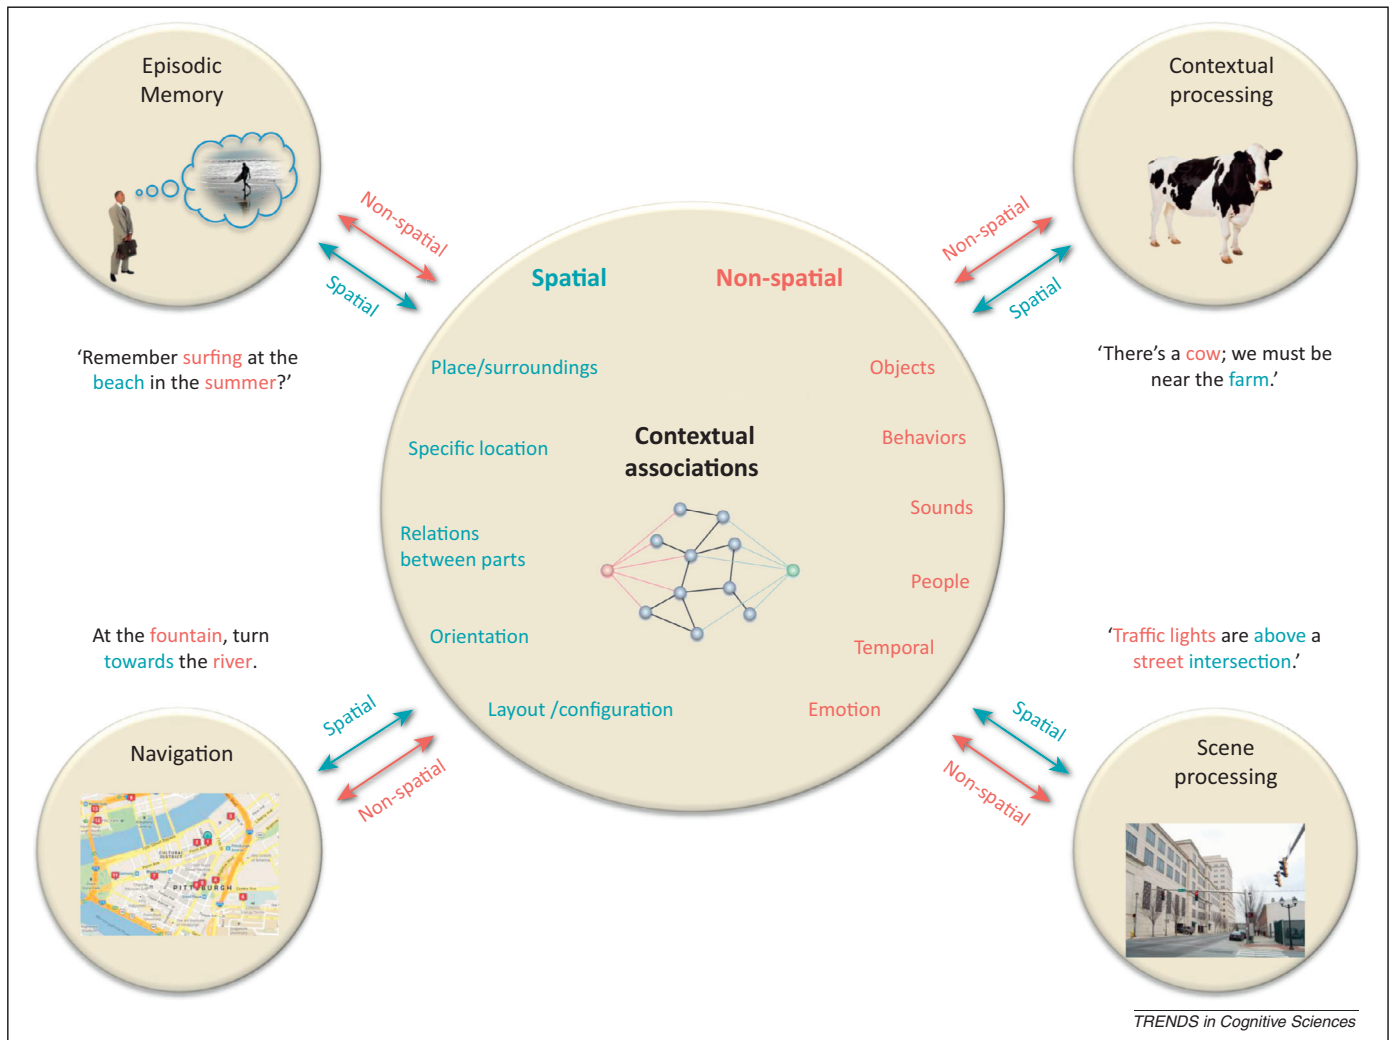 Episodic
Memory
Contextual
processing
Non-spatial
Spatial
Non-spatial
Spatial
'Remember surfing at the
beach in the summer?'
'There's a cow; we must be
near the farm.'
Spatial
Non-spatial
Place/surroundings
Objects
Contextual
associations
Behaviors
Specific location
Sounds
Relations
between parts
People
Orientation
Temporal
Layout /configuration
Emotion
At the fountain, turn
towards the river.
'Traffic lights are above a
street intersection.'
Spatial
Non-spatial
Spatial
Non-spatial
Navigation
CULTURAL
DISTRICT
PITTSBURGH
Scene
processing
TRENDS in Cognitive Sciences